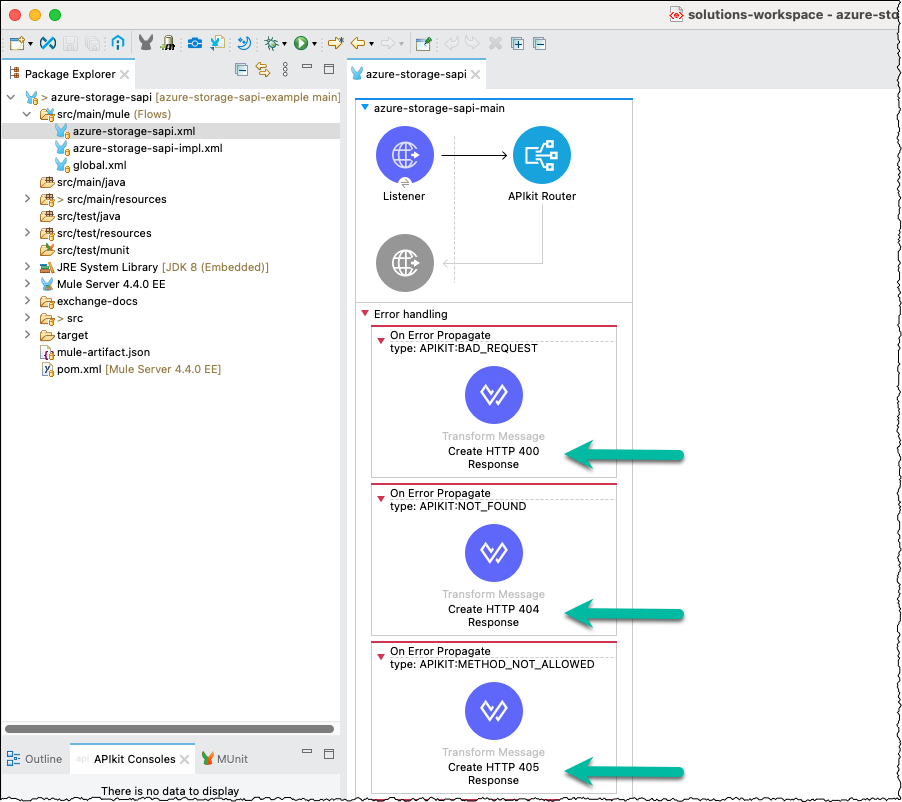 solutions-workspace - azure-sto
Package Explorer
> azure-storage-sapi [azure-storage-sapi-example main]
src/main/mule (Flows)
azure-storage-sapi.xml
azure-storage-sapi-impl.xml
global.xml
src/main/java
> src/main/resources
src/test/java
src/test/resources
src/test/munit
JRE System Library [JDK 8 (Embedded)]
Mule Server 4.4.0 EE
exchange-docs
> src
target
mule-artifact.json
pom.xml [Mule Server 4.4.0 EE]
Outline
api APIkit Consoles
MUnit
There is no data to display
azure-storage-sapi
azure-storage-sapi-main
Listener
APIkit Router
Error handling
On Error Propagate
type: APIKIT:BAD_REQUEST
Transform Message
Create HTTP 400
Response
On Error Propagate
type: APIKIT:NOT_FOUND
Transform Message
Create HTTP 404
Response
On Error Propagate
type: APIKIT:METHOD_NOT_ALLOWED
Transform Message
Create HTTP 405
Response